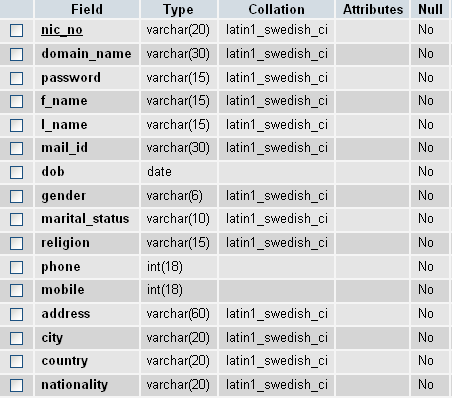 Field Type Collation Attributes Null
nic_no varchar(20) latin1_swedish_ci No
domain_name varchar(30) latin1_swedish_ci No
password varchar(15) latin1_swedish_ci No
f_name varchar(15) latin1_swedish_ci No
l_name varchar(15) latin1_swedish_ci No
mail_id varchar(30) latin1_swedish_ci No
dob date No
gender varchar(6) latin1_swedish_ci No
marital_status varchar(10) latin1_swedish_ci No
religion varchar(15) latin1_swedish_ci No
phone int(18) No
mobile int(18) No
address varchar(60) latin1_swedish_ci No
city varchar(20) latin1_swedish_ci No
country varchar(20) latin1_swedish_ci No
nationality varchar(20) latin1_swedish_ci No